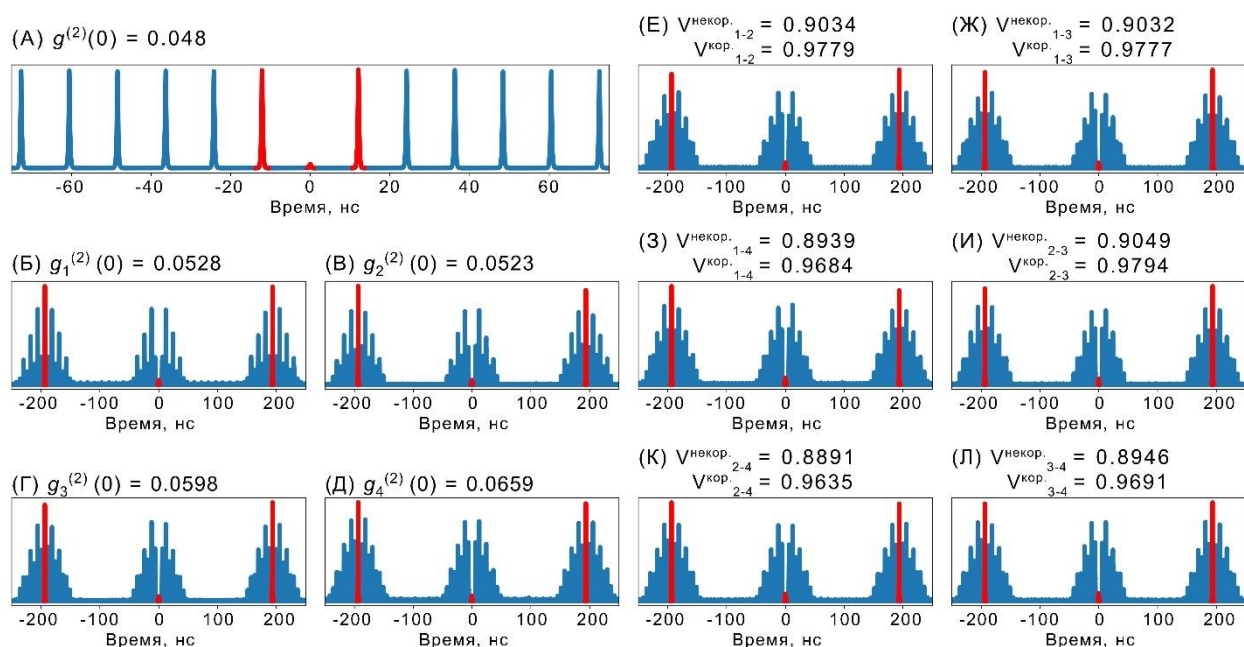 (А) g⁽²⁾(0) = 0.048
-60 -40 -20 0 20 40 60
Время, нс
(Е) Vнекор.1-2 = 0.9034
Vкор.1-2 = 0.9779
-200 -100 0 100 200
Время, нс
(Ж) Vнекор.1-3 = 0.9032
Vкор.1-3 = 0.9777
-200 -100 0 100 200
Время, нс
(Б) g₁⁽²⁾(0) = 0.0528
-200 -100 0 100 200
Время, нс
(В) g₂⁽²⁾(0) = 0.0523
-200 -100 0 100 200
Время, нс
(З) Vнекор.1-4 = 0.8939
Vкор.1-4 = 0.9684
-200 -100 0 100 200
Время, нс
(И) Vнекор.2-3 = 0.9049
Vкор.2-3 = 0.9794
-200 -100 0 100 200
Время, нс
(Г) g₃⁽²⁾(0) = 0.0598
-200 -100 0 100 200
Время, нс
(Д) g₄⁽²⁾(0) = 0.0659
-200 -100 0 100 200
Время, нс
(К) Vнекор.2-4 = 0.8891
Vкор.2-4 = 0.9635
-200 -100 0 100 200
Время, нс
(Л) Vнекор.3-4 = 0.8946
Vкор.3-4 = 0.9691
-200 -100 0 100 200
Время, нс